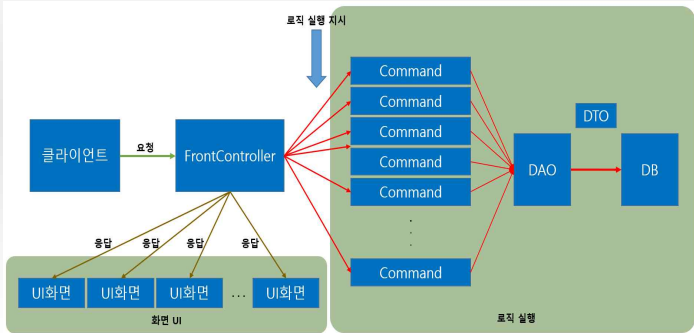 로직 실행 지시
Command
Command
Command
Command
Command
.
.
.
Command
클라이언트
요청
FrontController
DTO
DAO
DB
응답
응답
응답
응답
UI화면
UI화면
UI화면
...
UI화면
화면 UI
로직 실행